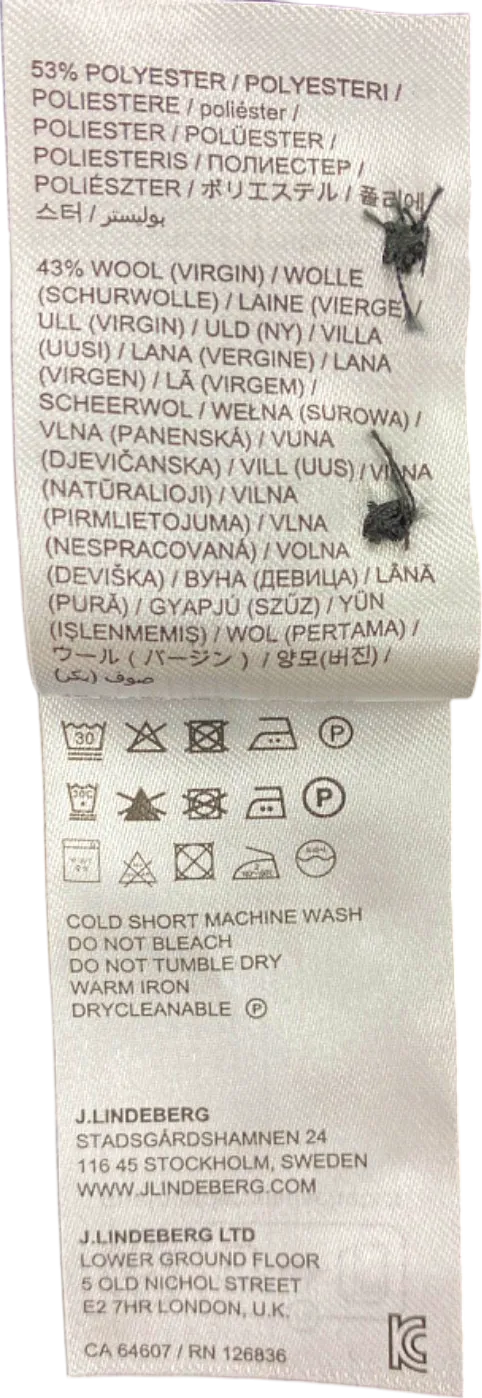 53% POLYESTER / POLYESTERI /
POLIESTERE / poliéster /
POLIESTER / POLÜESTER /
POLIESTERIS / ПОЛИЕСТЕР /
POLIÉSZTER / ポリエステル / 폴리에
스터 / بوليستر
43% WOOL (VIRGIN) / WOLLE
(SCHURWOLLE) / LAINE (VIERGE) /
ULL (VIRGIN) / ULD (NY) / VILLA
(UUSI) / LANA (VERGINE) / LANA
(VIRGEN) / LÃ (VIRGEM) /
SCHEERWOL / WEŁNA (SUROWA) /
VLNA (PANENSKÁ) / VUNA
(DJEVIČANSKA) / VILL (UUS) / VILNA
(NATŪRALIOJI) / VILNA
(PIRMLIETOJUMA) / VLNA
(NESPRACOVANÁ) / VOLNA
(DEVIŠKA) / ВУНА (ДЕВИЦА) / LÂNĂ
(PURĂ) / GYAPJÚ (SZŰZ) / YÜN
(IŞLENMEMIŞ) / WOL (PERTAMA) /
ウール ( バージン ) / 양모(버진) /
صوف (بكر)
30 P
30C P
COLD SHORT MACHINE WASH
DO NOT BLEACH
DO NOT TUMBLE DRY
WARM IRON
DRYCLEANABLE P
J.LINDEBERG
STADSGÅRDSHAMNEN 24
116 45 STOCKHOLM, SWEDEN
WWW.JLINDEBERG.COM
J.LINDEBERG LTD
LOWER GROUND FLOOR
5 OLD NICHOL STREET
E2 7HR LONDON, U.K.
CA 64607 / RN 126836